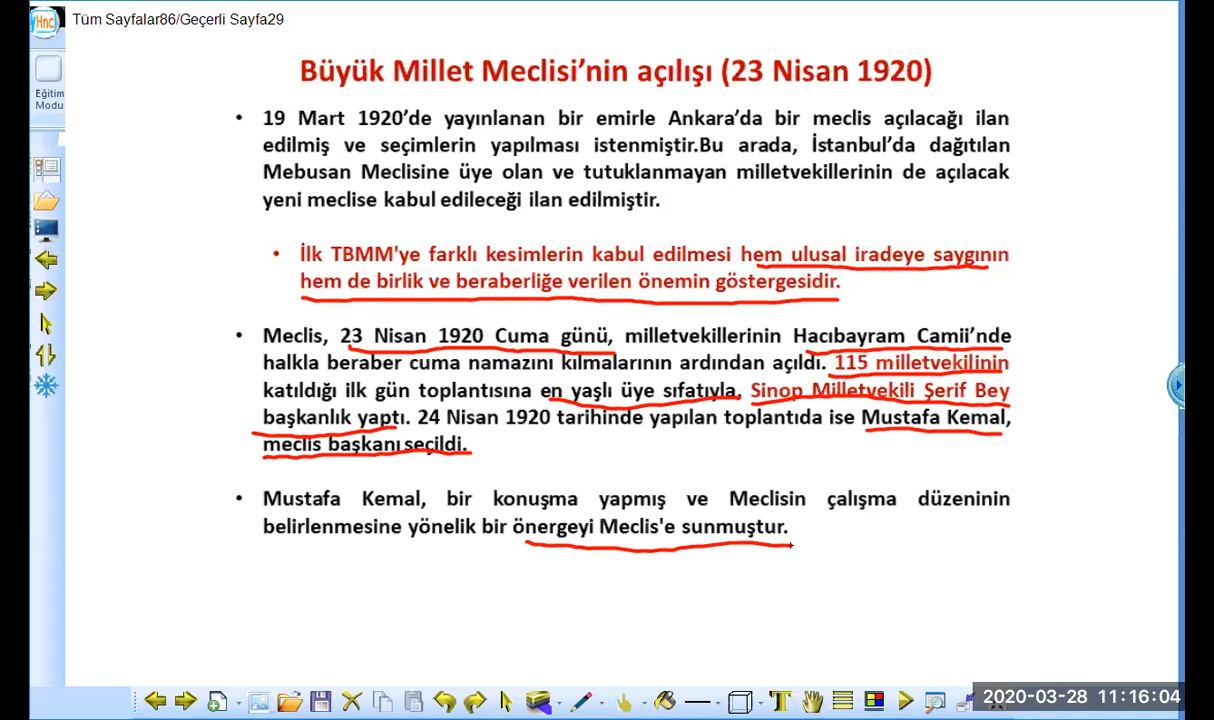 Hnc
Tüm Sayfalar86/Geçerli Sayfa29
Eğitim
Modu
Büyük Millet Meclisi’nin açılışı (23 Nisan 1920)
• 19 Mart 1920’de yayınlanan bir emirle Ankara’da bir meclis açılacağı ilan
edilmiş ve seçimlerin yapılması istenmiştir.Bu arada, İstanbul’da dağıtılan
Mebusan Meclisine üye olan ve tutuklanmayan milletvekillerinin de açılacak
yeni meclise kabul edileceği ilan edilmiştir.
• İlk TBMM'ye farklı kesimlerin kabul edilmesi hem ulusal iradeye saygının
hem de birlik ve beraberliğe verilen önemin göstergesidir.
• Meclis, 23 Nisan 1920 Cuma günü, milletvekillerinin Hacıbayram Camii’nde
halkla beraber cuma namazını kılmalarının ardından açıldı. 115 milletvekilinin
katıldığı ilk gün toplantısına en yaşlı üye sıfatıyla, Sinop Milletvekili Şerif Bey
başkanlık yaptı. 24 Nisan 1920 tarihinde yapılan toplantıda ise Mustafa Kemal,
meclis başkanı seçildi.
• Mustafa Kemal, bir konuşma yapmış ve Meclisin çalışma düzeninin
belirlenmesine yönelik bir önergeyi Meclis'e sunmuştur.
2020-03-28 11:16:04